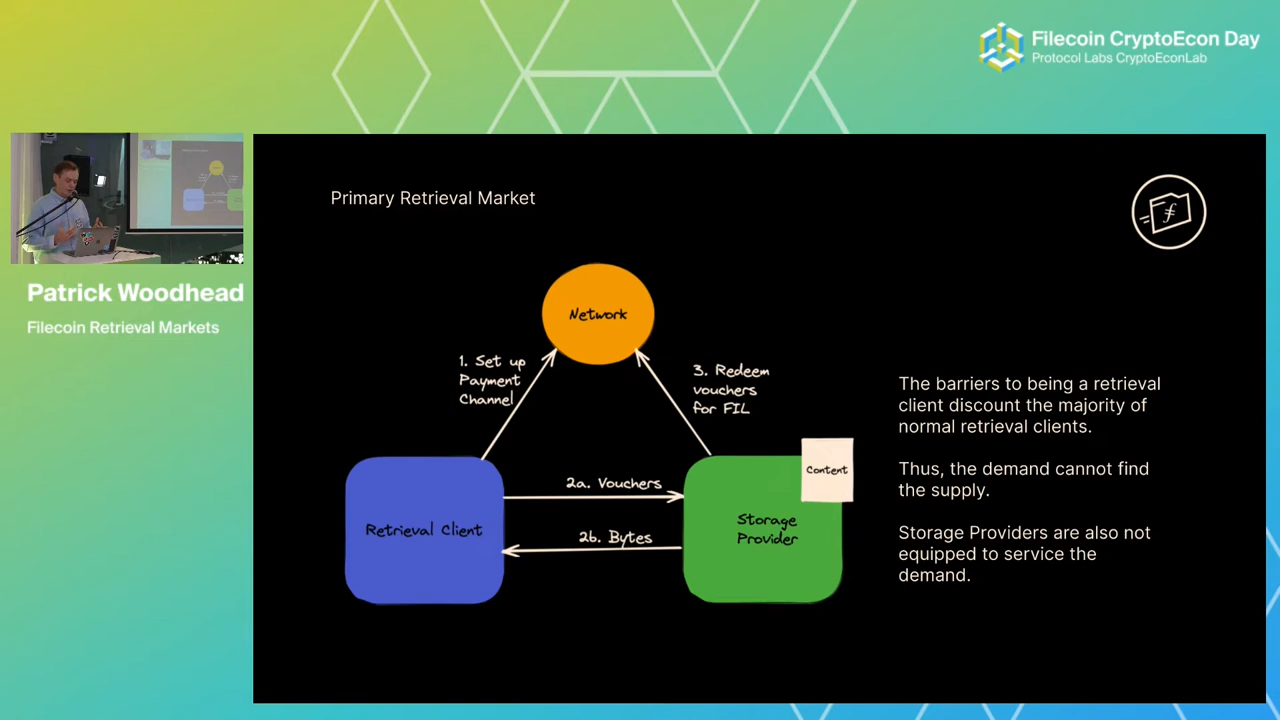 Filecoin CryptoEcon Day
Protocol Labs CryptoEconLab
Patrick Woodhead
Filecoin Retrieval Markets
Primary Retrieval Market
Network
1. Set up
Payment
Channel
3. Redeem
vouchers
for FIL
Content
2a. Vouchers
Retrieval Client
Storage
Provider
2b. Bytes
The barriers to being a retrieval
client discount the majority of
normal retrieval clients.
Thus, the demand cannot find
the supply.
Storage Providers are also not
equipped to service the
demand.